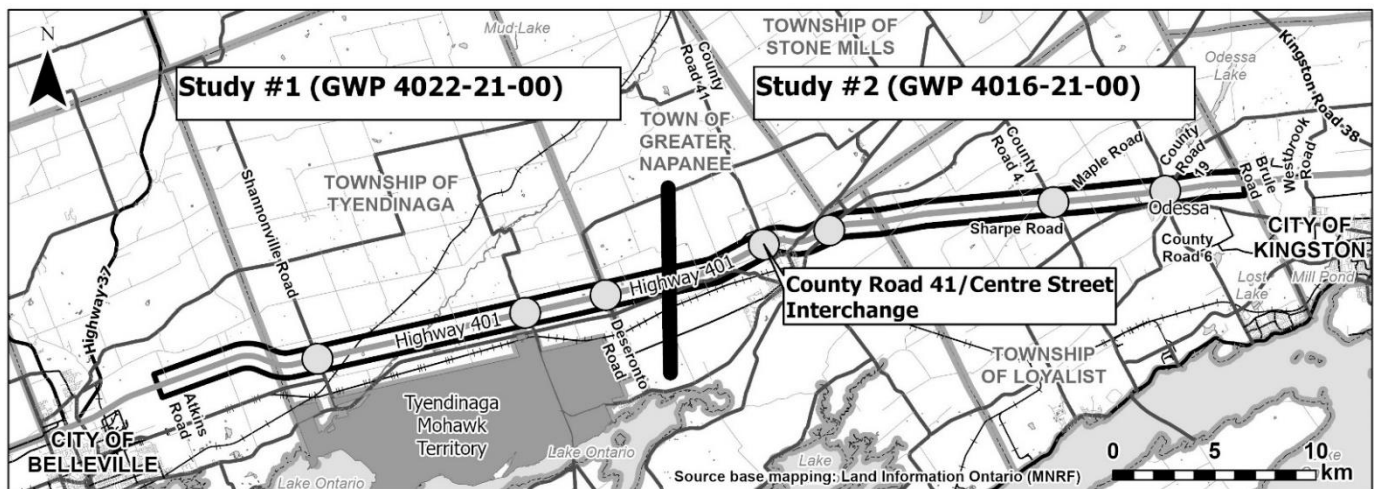 N
Mud Lake
TOWNSHIP OF
STONE MILLS
Study #1 (GWP 4022-21-00)
County
Road 41
Study #2 (GWP 4016-21-00)
Odessa
Lake
Kingston Road 38
TOWN OF
GREATER
NAPANEE
Highway 37
Shannonville Road
TOWNSHIP OF
TYENDINAGA
County
Road 4
Maple Road
County
Road
19
Brule
Road
Westbrook
Road
Odessa
Sharpe Road
CITY OF
KINGSTON
County
Road 6
Highway 401
Highway 401
County Road 41/Centre Street
Interchange
Lost
Lake
Mill Pond
Deseronto
Road
TOWNSHIP
OF LOYALIST
Atkins
Road
Tyendinaga
Mohawk
Territory
CITY OF
BELLEVILLE
Lake Ontario
Lake Ontario
Lake
Lake
0 5 10
km
Source base mapping: Land Information Ontario (MNRF)